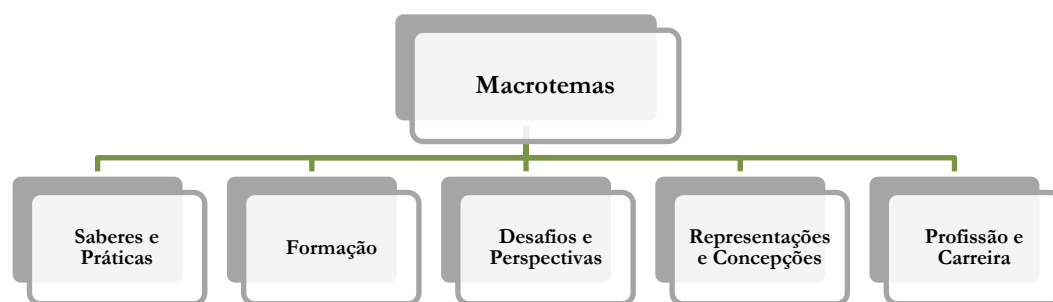 Macrotemas
Saberes e
Práticas
Formação
Desafios e
Perspectivas
Representações
e Concepções
Profissão e
Carreira